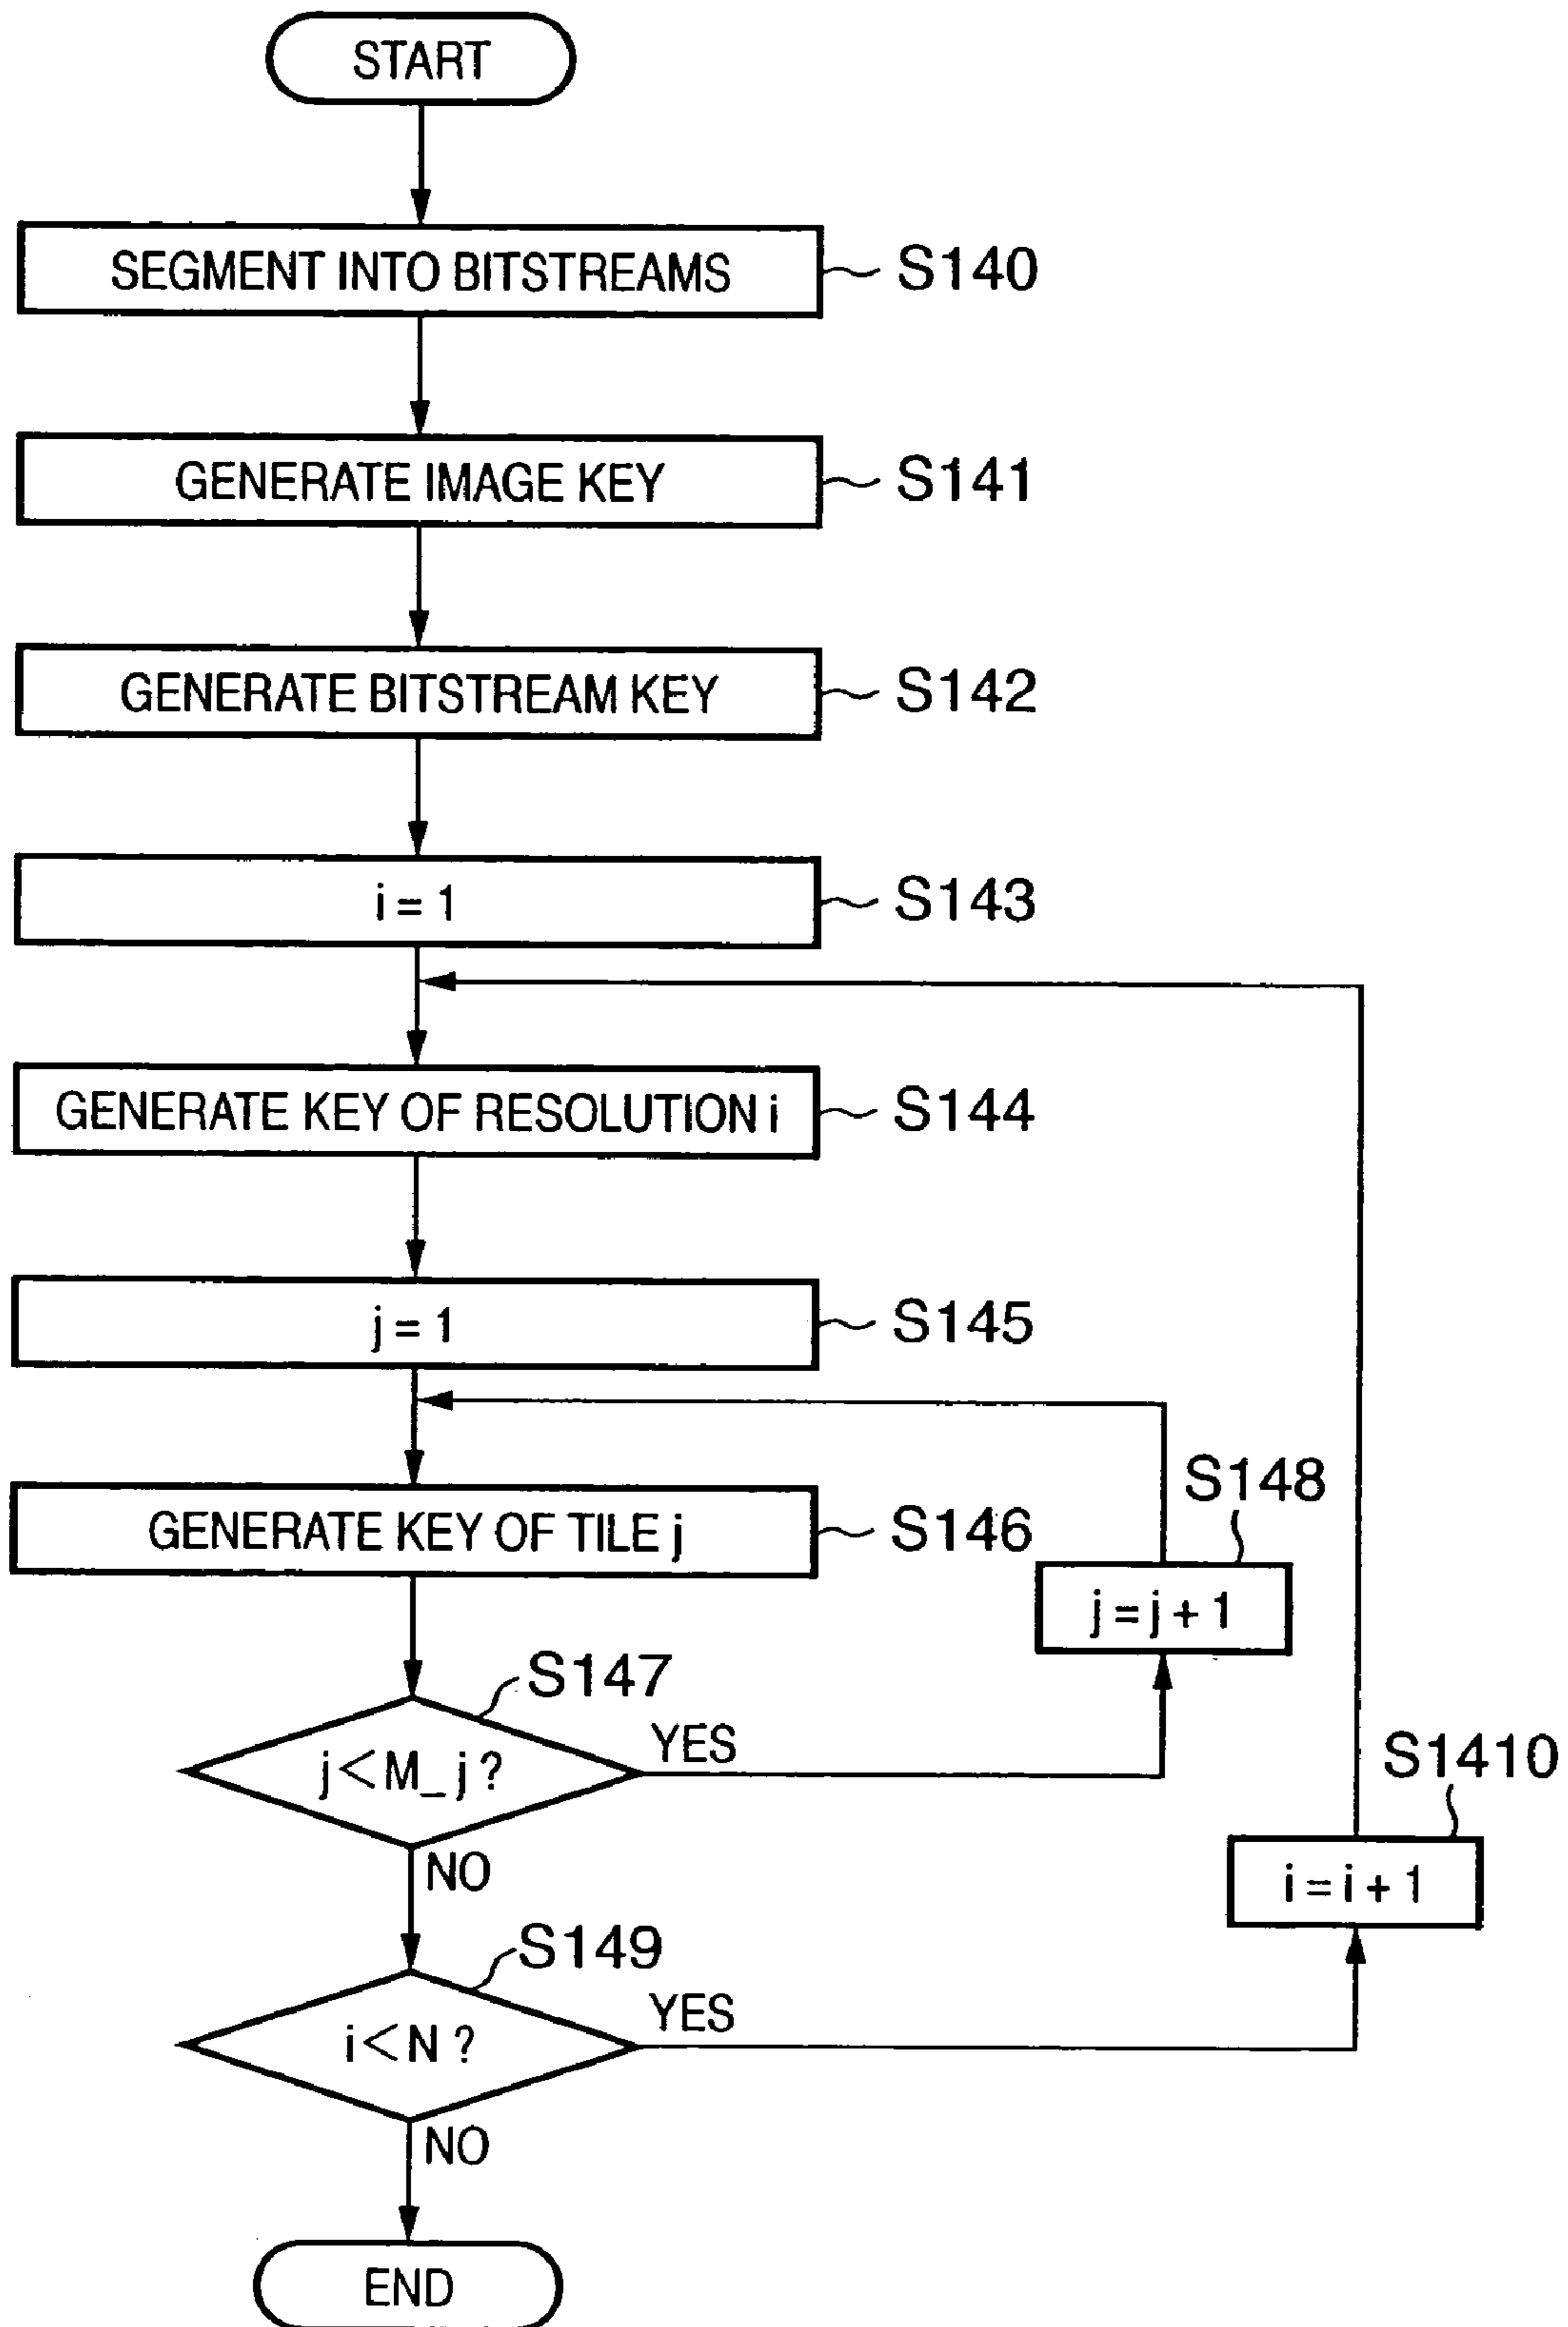 START
SEGMENT INTO BITSTREAMS
S140
GENERATE IMAGE KEY
S141
GENERATE BITSTREAM KEY
S142
i = 1
S143
GENERATE KEY OF RESOLUTION i
S144
j = 1
S145
GENERATE KEY OF TILE j
S146
S148
j = j + 1
S147
j < M_j ?
YES
NO
S1410
i = i + 1
S149
i < N ?
YES
NO
END